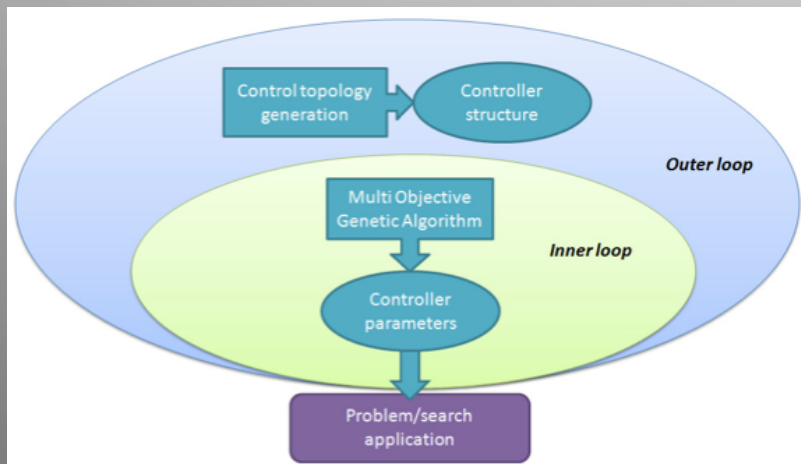 Control topology
generation
Controller
structure
Outer loop
Multi Objective
Genetic Algorithm
Inner loop
Controller
parameters
Problem/search
application